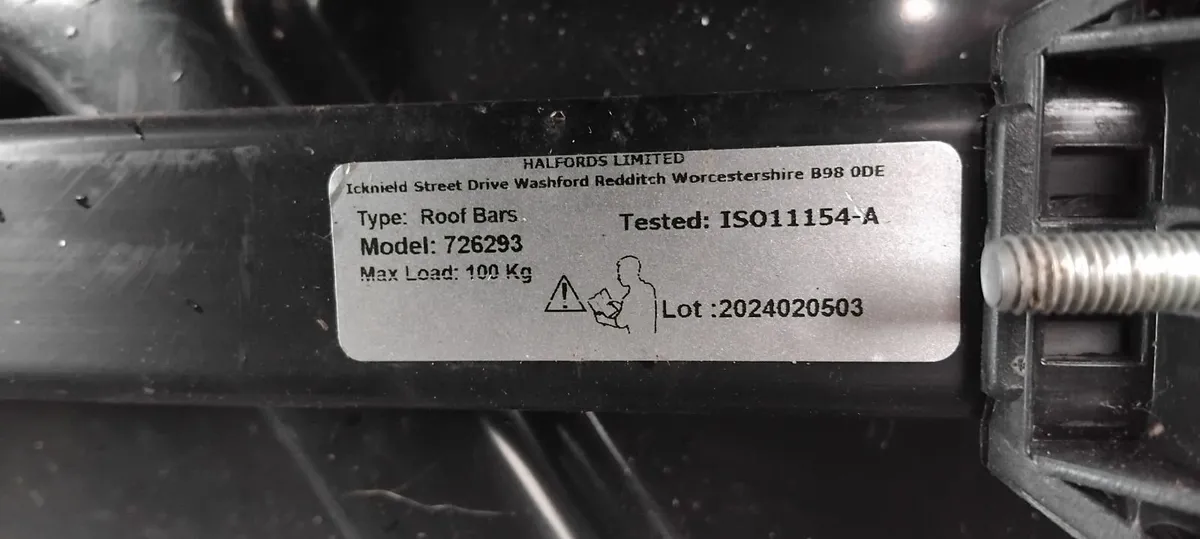 HALFORDS LIMITED
Icknield Street Drive Washford Redditch Worcestershire B98 0DE
Type: Roof Bars
Tested: ISO11154-A
Model: 726293
Max Load: 100 Kg
Lot :2024020503